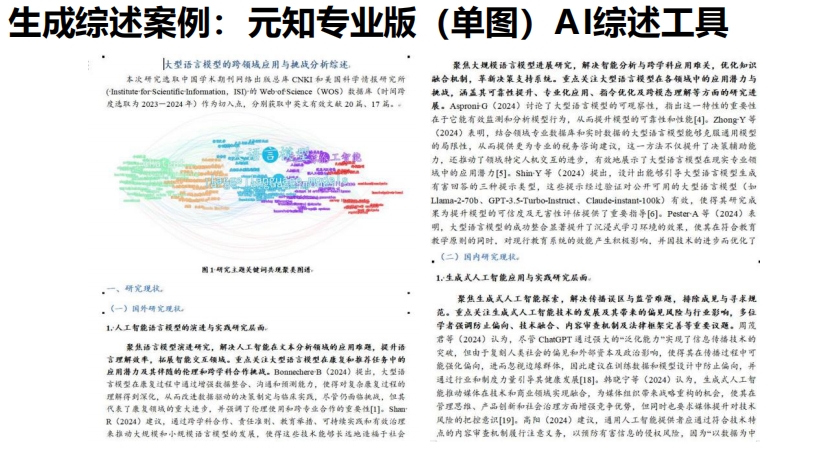 生成综述案例：元知专业版（单图）AI综述工具
大型语言模型的跨领域应用与挑战分析综述
本次研究选取中国学术期刊网络出版总库 CNKI 和美国科学情报研究所
(Institute for Scientific Information，ISI) 的 Web of Science（WOS）数据库（时间跨
度选取为 2023—2024 年）作为切入点，分别获取中英文有效文献 20 篇、17 篇。
大语言模型
人工智能
图 1 研究主题关键词共现聚类图谱
一、研究现状
（一）国外研究现状
1.人工智能语言模型的演进与实践研究层面
聚焦语言模型演进研究，解决人工智能在文本分析领域的应用难题，提升语
言理解效率，拓展智能交互领域。重点关注大型语言模型在康复和推荐任务中的
应用潜力及其伴随的伦理和跨学科合作挑战。Bonnechere·B（2024）提出，大型语
言模型在康复过程中通过增强数据整合、沟通和预测能力，使得对复杂康复过程的
理解得到深化，从而改进数据驱动的决策制定与临床实践，尽管仍面临挑战，但其
代表了康复领域的重大进步，并强调了伦理使用和跨专业合作的重要性[1]。Shan·
R（2024）建议，通过跨学科合作、责任准则、教育举措、可持续实践和有效治理
来推动大规模和小规模语言模型的发展，使得这些技术能够长远地造福于社会
聚焦大规模语言模型进展研究，解决智能分析与跨学科应用难关，优化知识
融合机制，革新决策支持系统。重点关注大型语言模型在各领域中的应用潜力与
挑战，涵盖其可靠性提升、专业化应用、指令优化及跨模态理解等方面的研究进
展。Asproni·G（2024）讨论了大型语言模型的可观察性，指出这一特性的重要性
在于它能有效监测和分析模型行为，从而提升模型的可靠性和性能[4]。Zhong·Y 等
（2024）表明，结合领域专业数据和实时数据的大型语言模型能够克服通用模型
的局限性，从而提供更为专业的税务咨询建议，这一方法不仅提升了决策辅助能
力，还推动了领域特定人机交互的进步，有效地展示了大型语言模型在现实专业领
域中的应用潜力[5]。Shin·Y 等（2024）提出，设计出能引导大型语言模型生成
有害回答的三种提示类型，这些提示经过验证对公开可用的大型语言模型（如
Llama-2-70b、GPT-3.5-Turbo-Instruct、Claude-instant-100k）有效，使得其研究成
果为提升模型的可信度及无害性评估提供了重要指导[6]。Pester·A 等（2024）表
明，大型语言模型的成功整合显著提升了沉浸式学习环境的效果，使其在符合教育
教学原则的同时，对现行教育系统的效能产生积极影响，并因技术的进步而优化了
（二）国内研究现状
1.生成式人工智能应用与实践研究层面
聚焦生成式人工智能探索，解决传播误区与监管难题，排除成见与寻求规
范。重点关注生成式人工智能技术的发展及其带来的偏见风险与行业影响，多位
学者强调防止偏向、技术融合、内容审查机制及法律框架完善等重要议题。周茂
君等（2024）认为，尽管 ChatGPT 通过强大的“泛化能力”实现了信息传播技术的
突破，但由于复刻人类社会的偏见和外部资本及政治影响，使得其在传播过程中可
能强化偏向，进而忽视边缘群体，因此建议在训练数据和模型设计中防止偏向，并
通过行业和制度力量引导其健康发展[18]。韩晓宁等（2024）认为，生成式人工智
能推动媒体在技术和商业领域实现融合，为媒体组织带来战略重构的机会，使其在
管理思维、产品创新和社会治理方面增强竞争优势，但同时也要求媒体提升对技术
风险的把控意识[19]。高阳（2024）建议，通用人工智能提供者应通过符合技术特
点的内容审查机制履行注意义务，以预防有害信息的侵权风险，因为“以数据为中